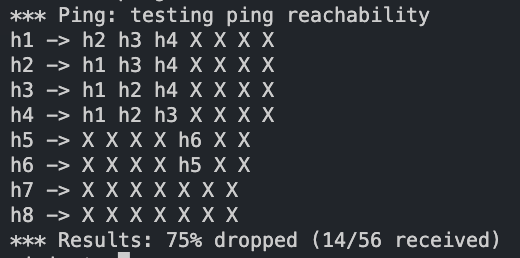 *** Ping: testing ping reachability
h1 -> h2 h3 h4 X X X X
h2 -> h1 h3 h4 X X X X
h3 -> h1 h2 h4 X X X X
h4 -> h1 h2 h3 X X X X
h5 -> X X X X h6 X X
h6 -> X X X X h5 X X
h7 -> X X X X X X X
h8 -> X X X X X X X
*** Results: 75% dropped (14/56 received)